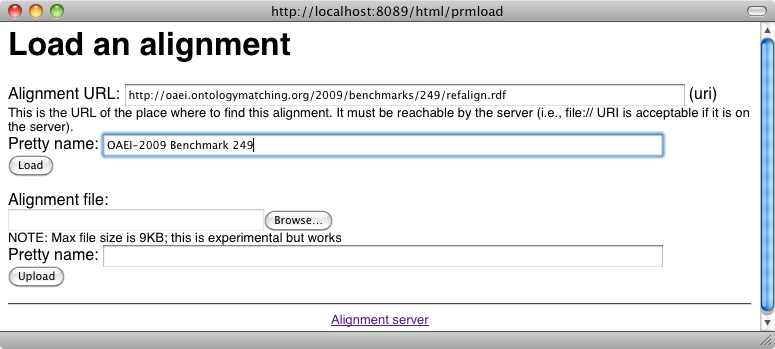 http://localhost:8089/html/prmload
Load an alignment
Alignment URL: http://oaei.ontologymatching.org/2009/benchmarks/249/refalign.rdf (uri)
This is the URL of the place where to find this alignment. It must be reachable by the server (i.e., file:// URI is acceptable if it is on
the server).
Pretty name: OAEI-2009 Benchmark 249
Load
Alignment file:
Browse...
NOTE: Max file size is 9KB; this is experimental but works
Pretty name:
Upload
Alignment server